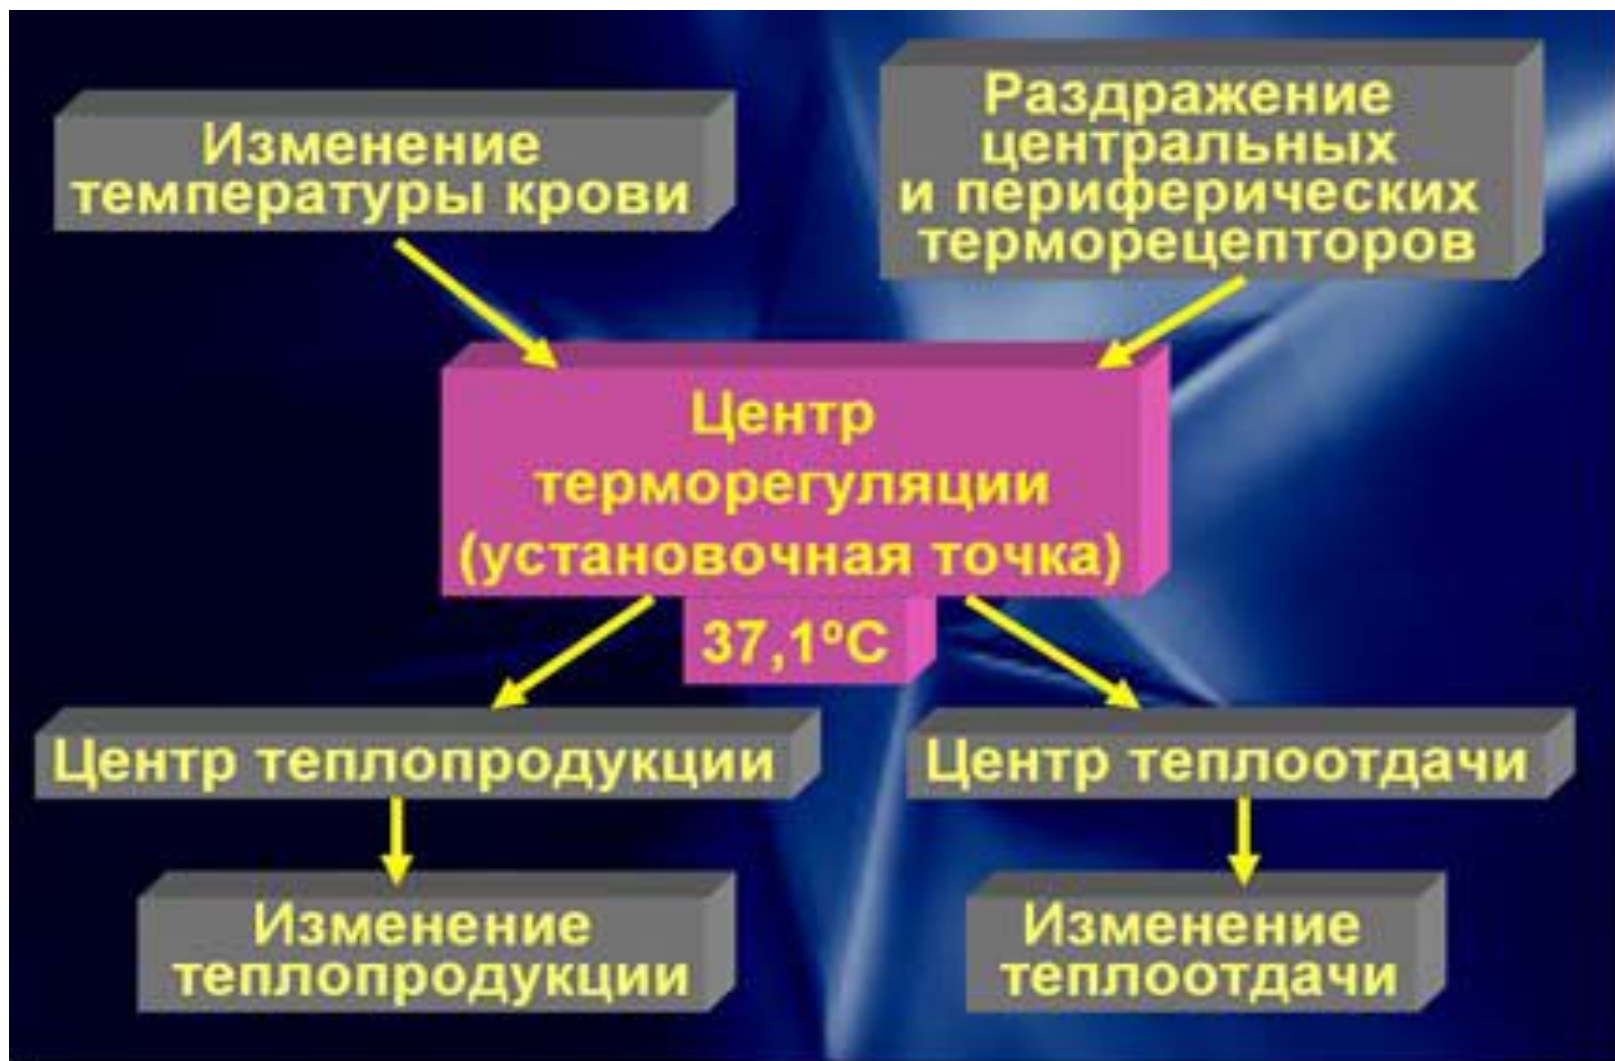 Изменение
температуры крови
Раздражение
центральных
и периферических
терморецепторов
Центр
терморегуляции
(установочная точка)
37,1ºС
Центр теплопродукции
Центр теплоотдачи
Изменение
теплопродукции
Изменение
теплоотдачи